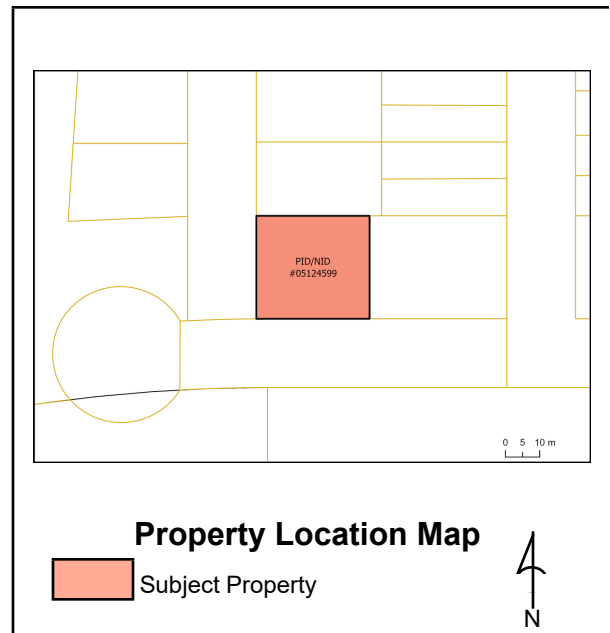 PID/NID
#05124599
0 5 10 m
Property Location Map
Subject Property
N